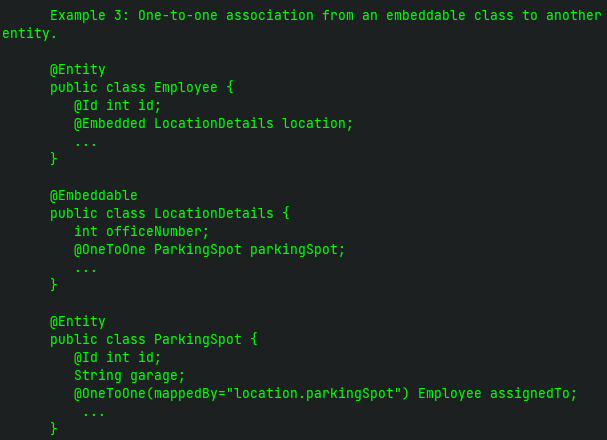 Example 3: One-to-one association from an embeddable class to another
entity.
@Entity
public class Employee {
@Id int id;
@Embedded LocationDetails location;
...
}
@Embeddable
public class LocationDetails {
int officeNumber;
@OneToOne ParkingSpot parkingSpot;
...
}
@Entity
public class ParkingSpot {
@Id int id;
String garage;
@OneToOne(mappedBy="location.parkingSpot") Employee assignedTo;
...
}